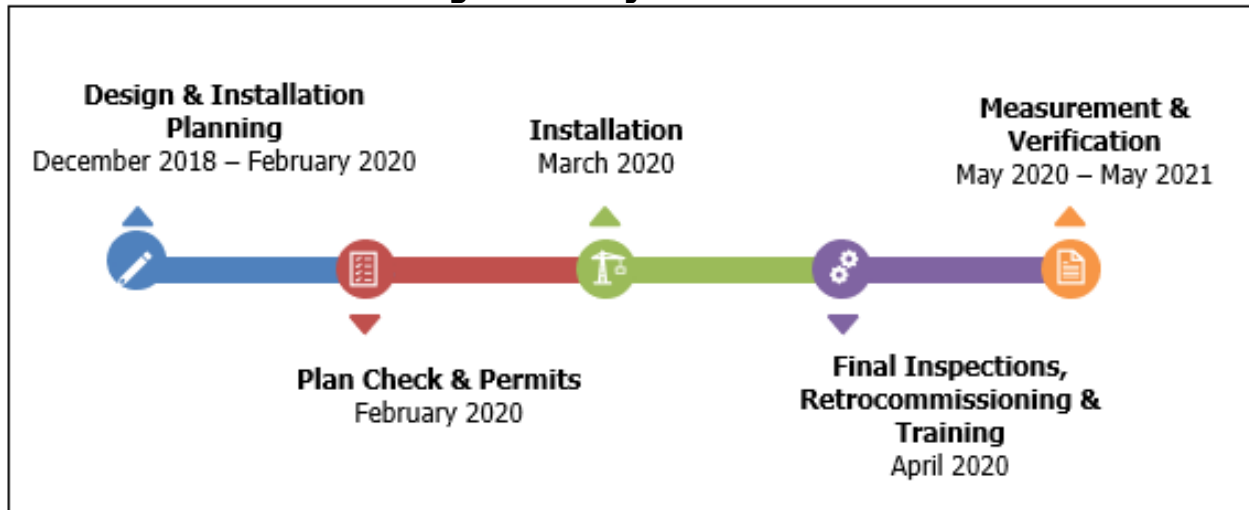 Design & Installation
Planning
December 2018 – February 2020
Plan Check & Permits
February 2020
Installation
March 2020
Final Inspections,
Retrocommissioning &
Training
April 2020
Measurement &
Verification
May 2020 – May 2021